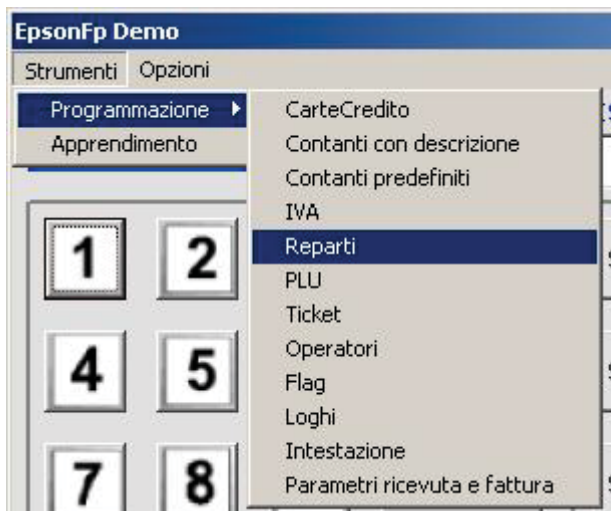 EpsonFp Demo
Strumenti Opzioni
Programmazione
Apprendimento
CarteCredito
Contanti con descrizione
Contanti predefiniti
IVA
Reparti
PLU
Ticket
Operatori
Flag
Loghi
Intestazione
Parametri ricevuta e fattura
1 2
4 5
7 8